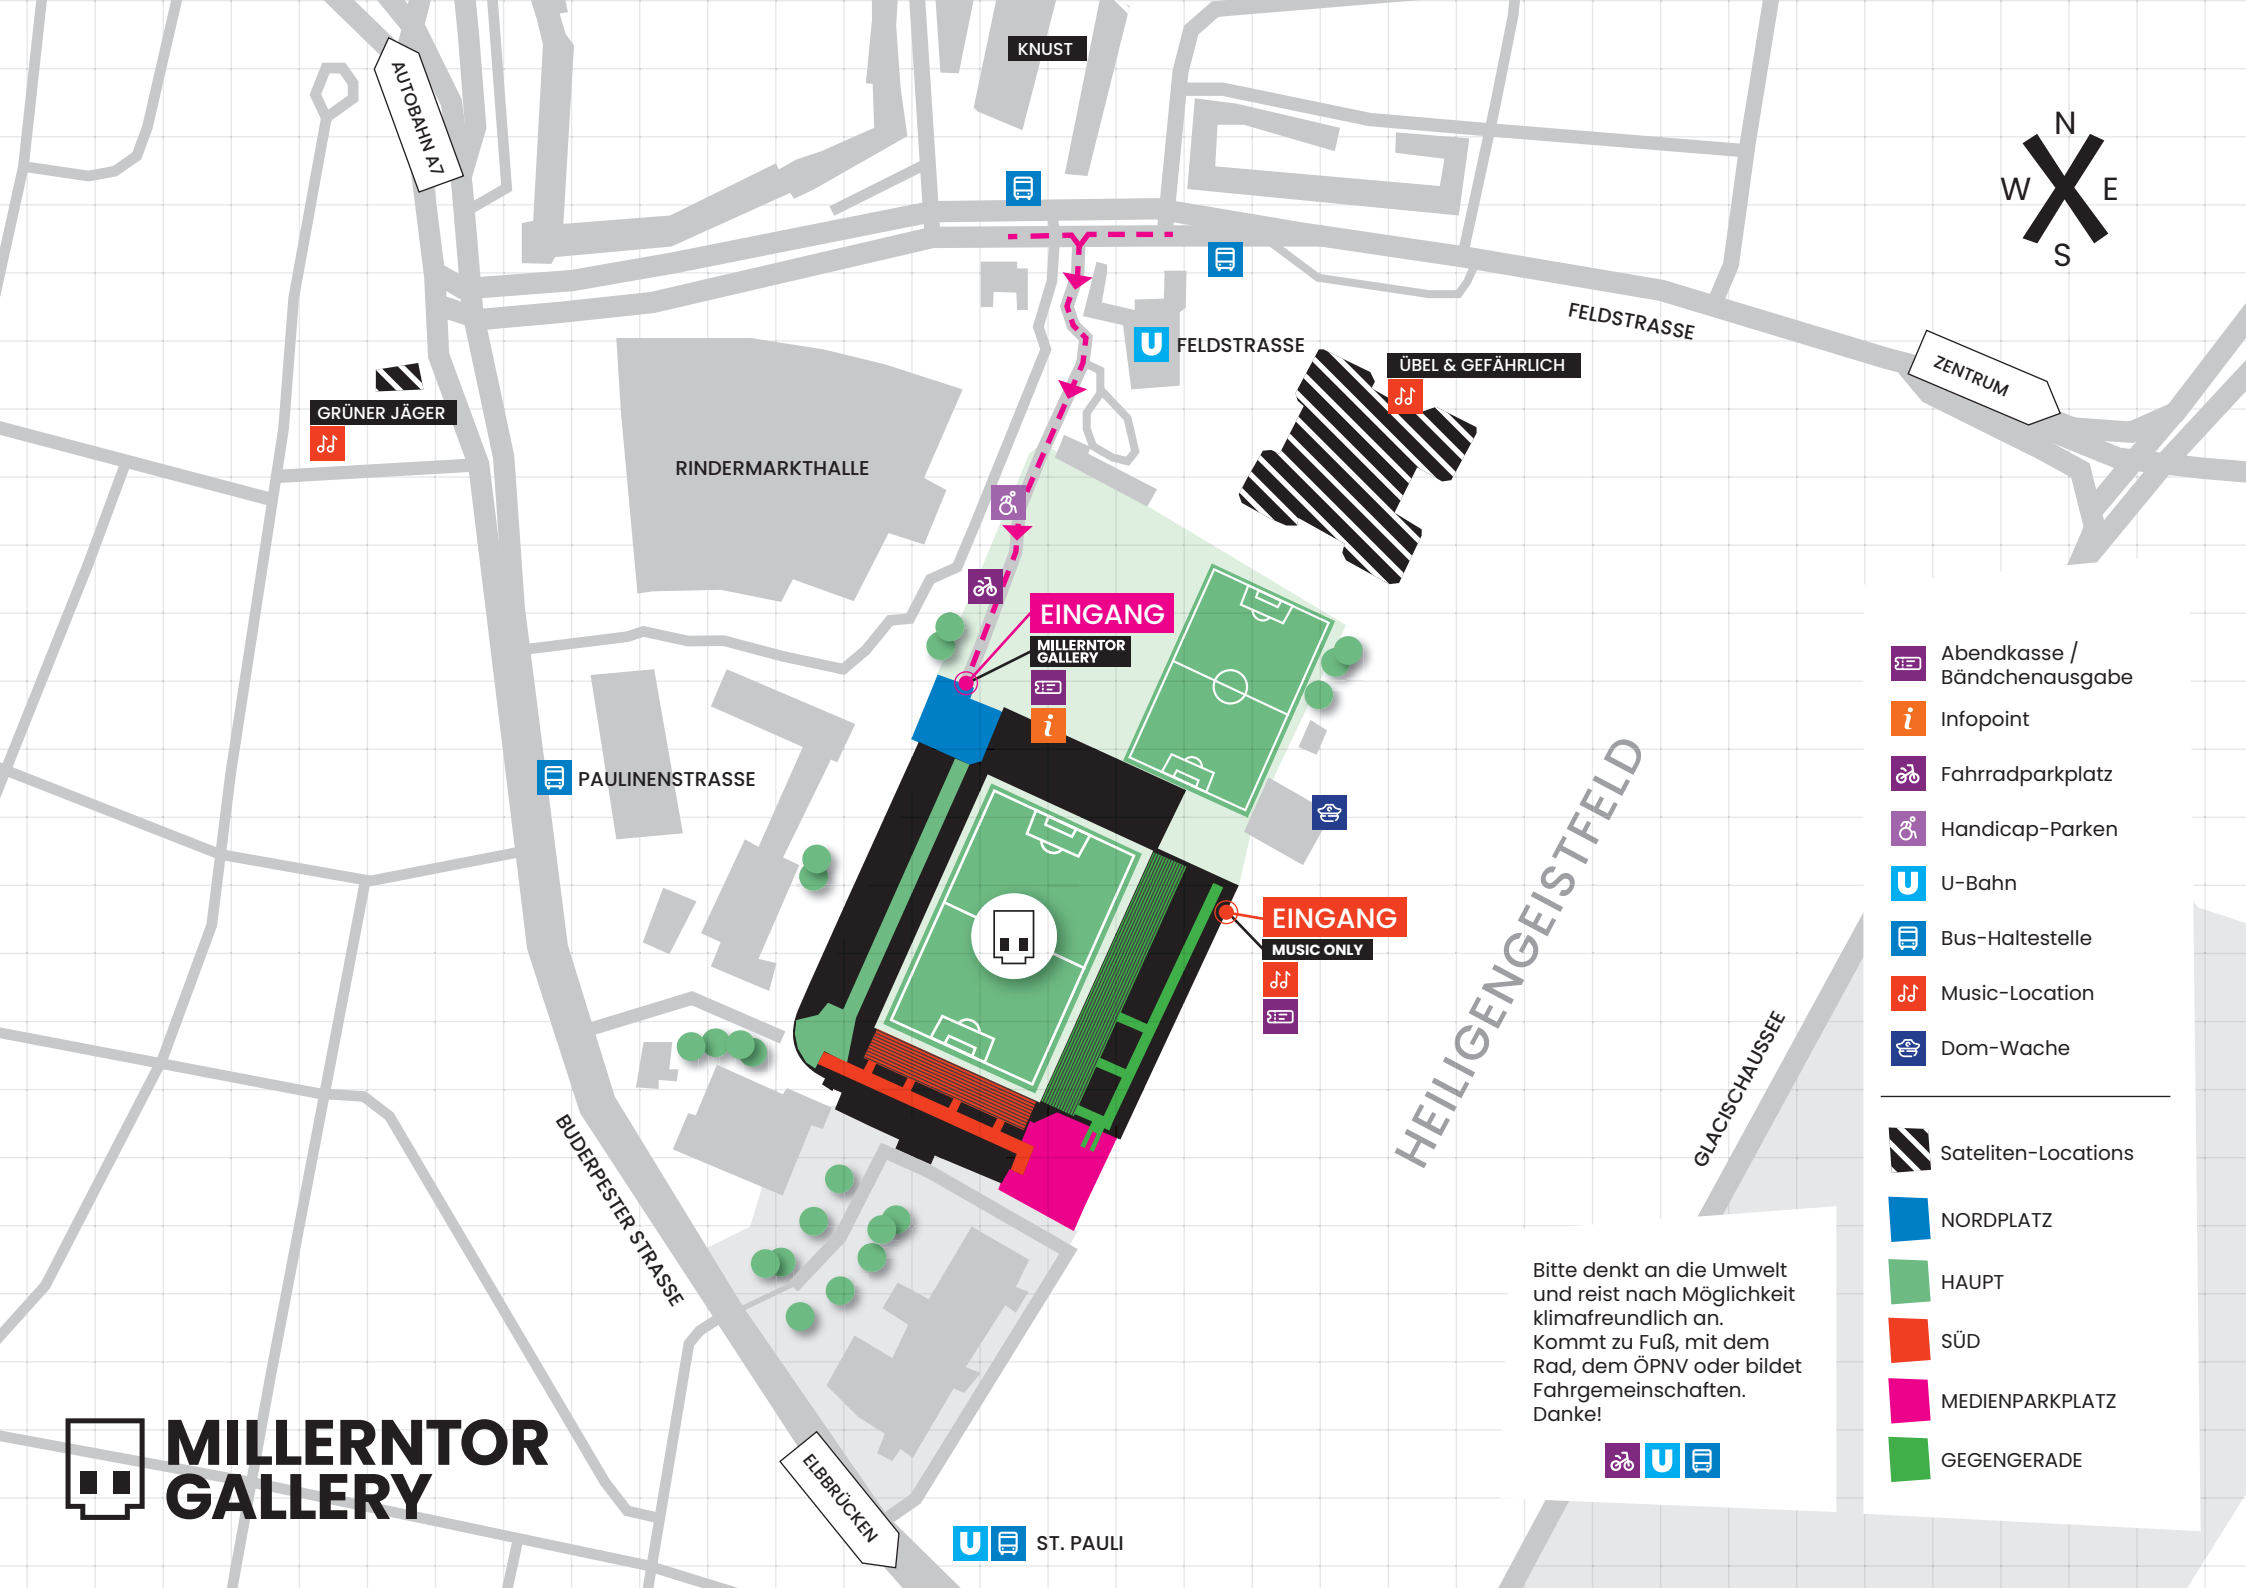 KNUST
AUTOBAHN A7
N
W
E
S
FELDSTRASSE
FELDSTRASSE
ÜBEL & GEFÄHRLICH
ZENTRUM
GRÜNER JÄGER
RINDERMARKTHALLE
EINGANG
MILLERNTOR
GALLERY
i
PAULINENSTRASSE
EINGANG
MUSIC ONLY
HEILIGENGEISTFELD
GLACISCHAUSSEE
BUDERPESTER STRASSE
ELBBRÜCKEN
U
ST. PAULI
MILLERNTOR
GALLERY
Bitte denkt an die Umwelt
und reist nach Möglichkeit
klimafreundlich an.
Kommt zu Fuß, mit dem
Rad, dem ÖPNV oder bildet
Fahrgemeinschaften.
Danke!
U
U
Abendkasse /
Bändchenausgabe
i
Infopoint
Fahrradparkplatz
Handicap-Parken
U
U-Bahn
Bus-Haltestelle
Music-Location
Dom-Wache
Sateliten-Locations
NORDPLATZ
HAUPT
SÜD
MEDIENPARKPLATZ
GEGENGERADE